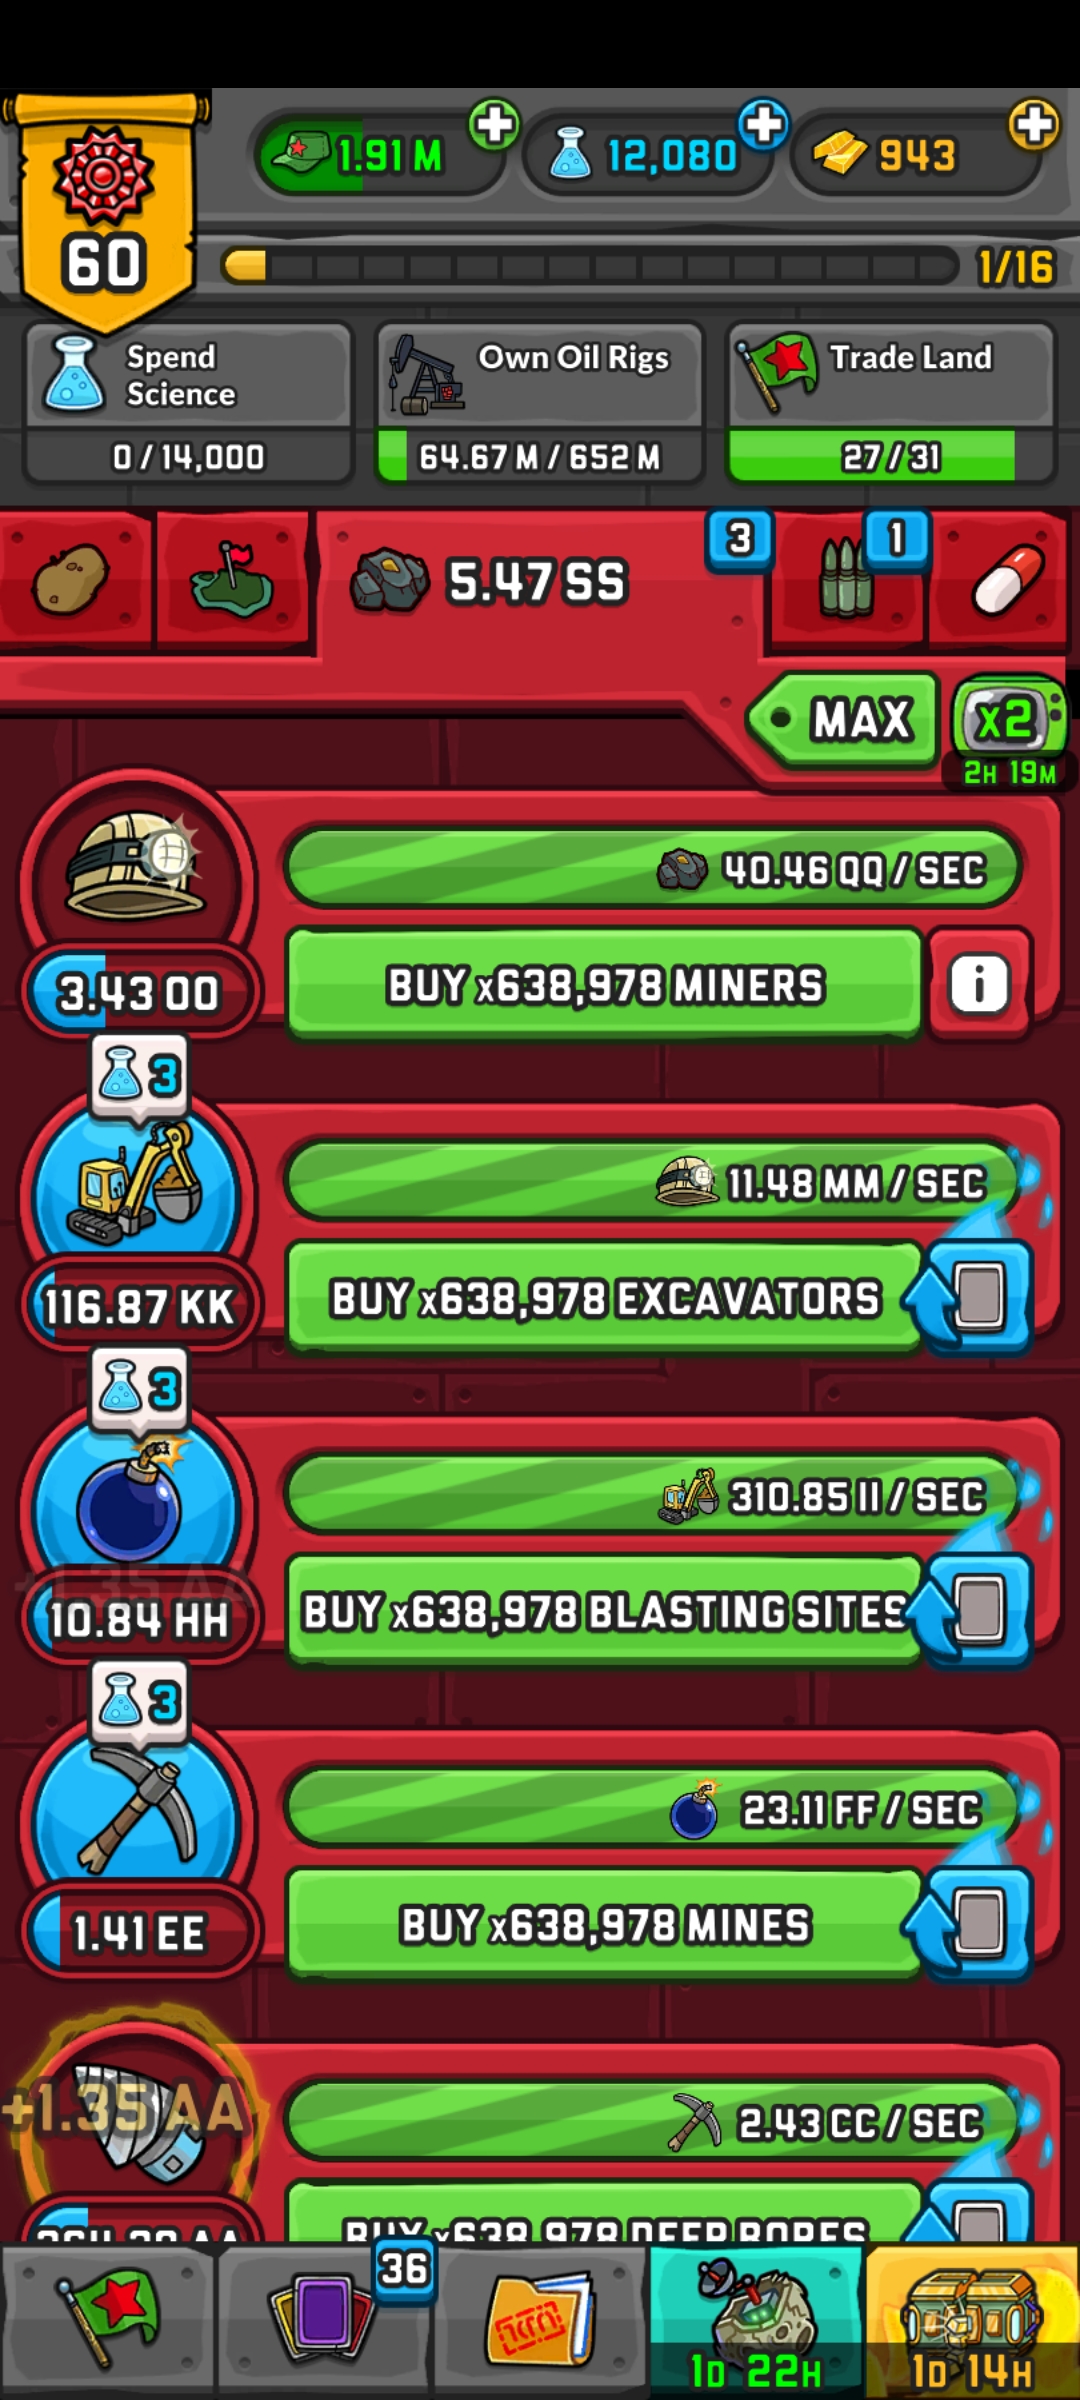 1.91 M
12,080
943
60
1/16
Spend
Science
Own Oil Rigs
Trade Land
0 / 14,000
64.67 M / 652 M
27 / 31
5.47 SS
3
1
MAX
x2
2H 19M
40.46 QQ / SEC
3.43 OO
BUY x638,978 MINERS
i
3
11.48 MM / SEC
116.87 KK
BUY x638,978 EXCAVATORS
3
310.85 II / SEC
10.84 HH
BUY x638,978 BLASTING SITES
3
23.11 FF / SEC
1.41 EE
BUY x638,978 MINES
+1.35 AA
2.43 CC / SEC
BUY x638,978 DEEP BORES
36
1D 22H
1D 14H